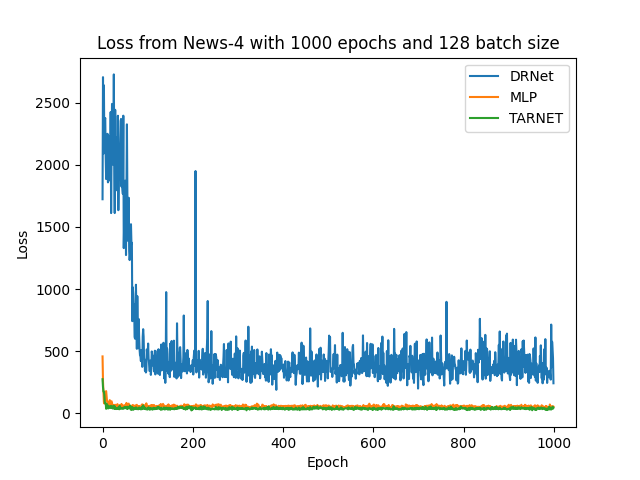 Loss from News-4 with 1000 epochs and 128 batch size
DRNet
MLP
TARNET
2500
2000
1500
1000
500
0
Loss
0 200 400 600 800 1000
Epoch